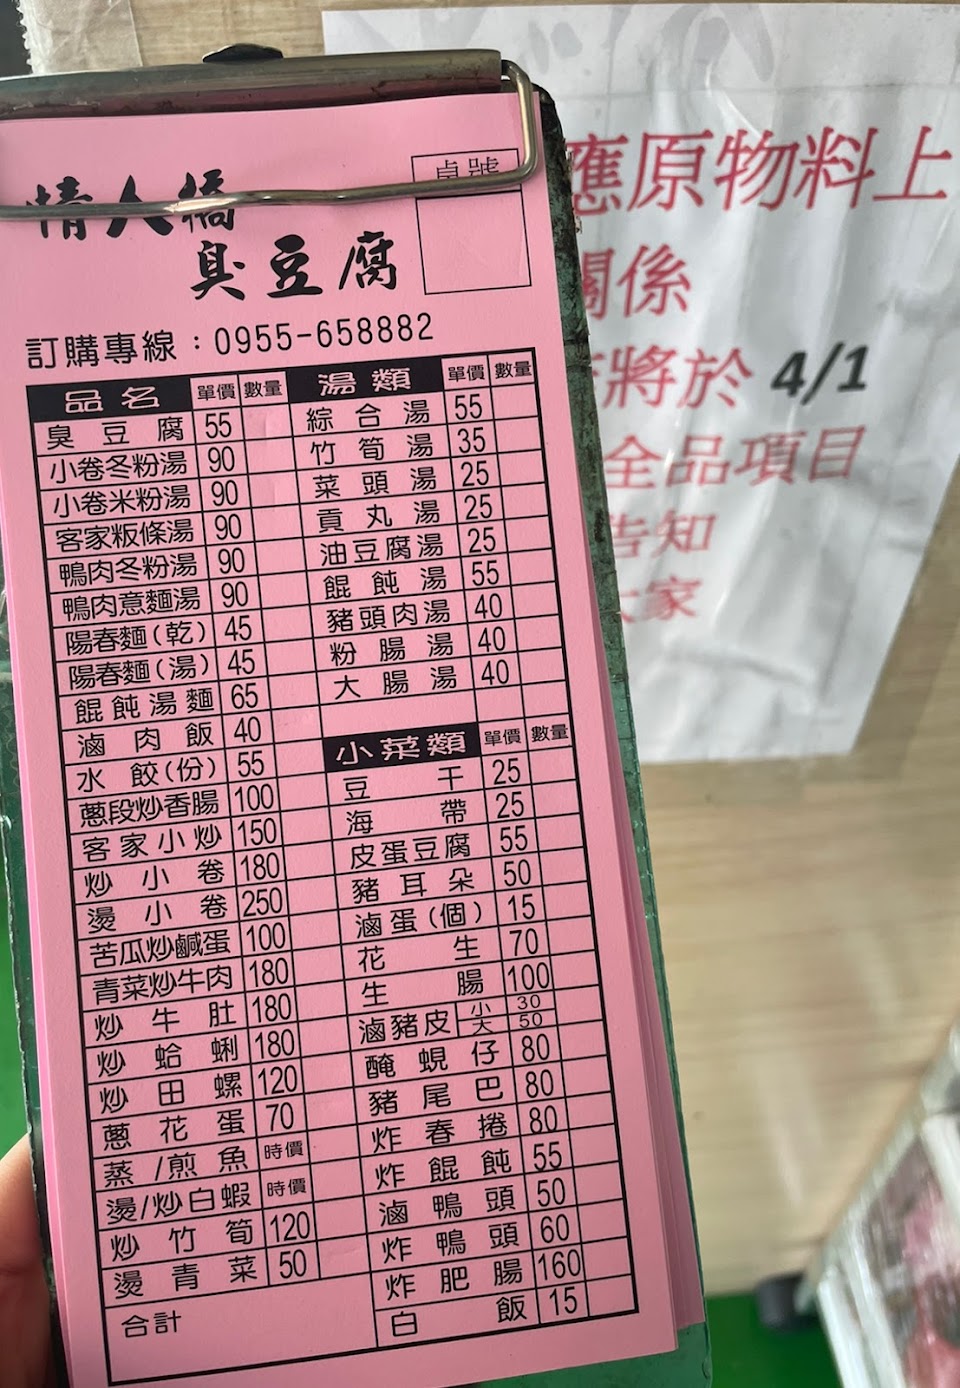 情人橋
臭豆腐
桌號
訂購專線：0955-658882
品名 單價 數量
臭豆腐 55
小卷冬粉湯 90
小卷米粉湯 90
客家粄條湯 90
鴨肉冬粉湯 90
鴨肉意麵湯 90
陽春麵(乾) 45
陽春麵(湯) 45
餛飩湯麵 65
滷肉飯 40
水餃(份) 55
蔥段炒香腸 100
客家小炒 150
炒小卷 180
燙小卷 250
苦瓜炒鹹蛋 100
青菜炒牛肉 180
炒牛肚 180
炒蛤蜊 180
炒田螺 120
蔥花蛋 70
蒸/煎魚 時價
燙/炒白蝦 時價
炒竹筍 120
燙青菜 50
合計
湯類 單價 數量
綜合湯 55
竹筍湯 35
菜頭湯 25
貢丸湯 25
油豆腐湯 25
餛飩湯 55
豬頭肉湯 40
粉腸湯 40
大腸湯 40
小菜類 單價 數量
豆干 25
海帶 25
皮蛋豆腐 55
豬耳朵 50
滷蛋(個) 15
花生 70
生腸 100
滷豬皮 小 30
大 50
醃蜆仔 80
豬尾巴 80
炸春捲 80
炸餛飩 55
滷鴨頭 50
炸鴨頭 60
炸肥腸 160
白飯 15
應原物料上
關係
將於 4/1
全品項目
告知
家